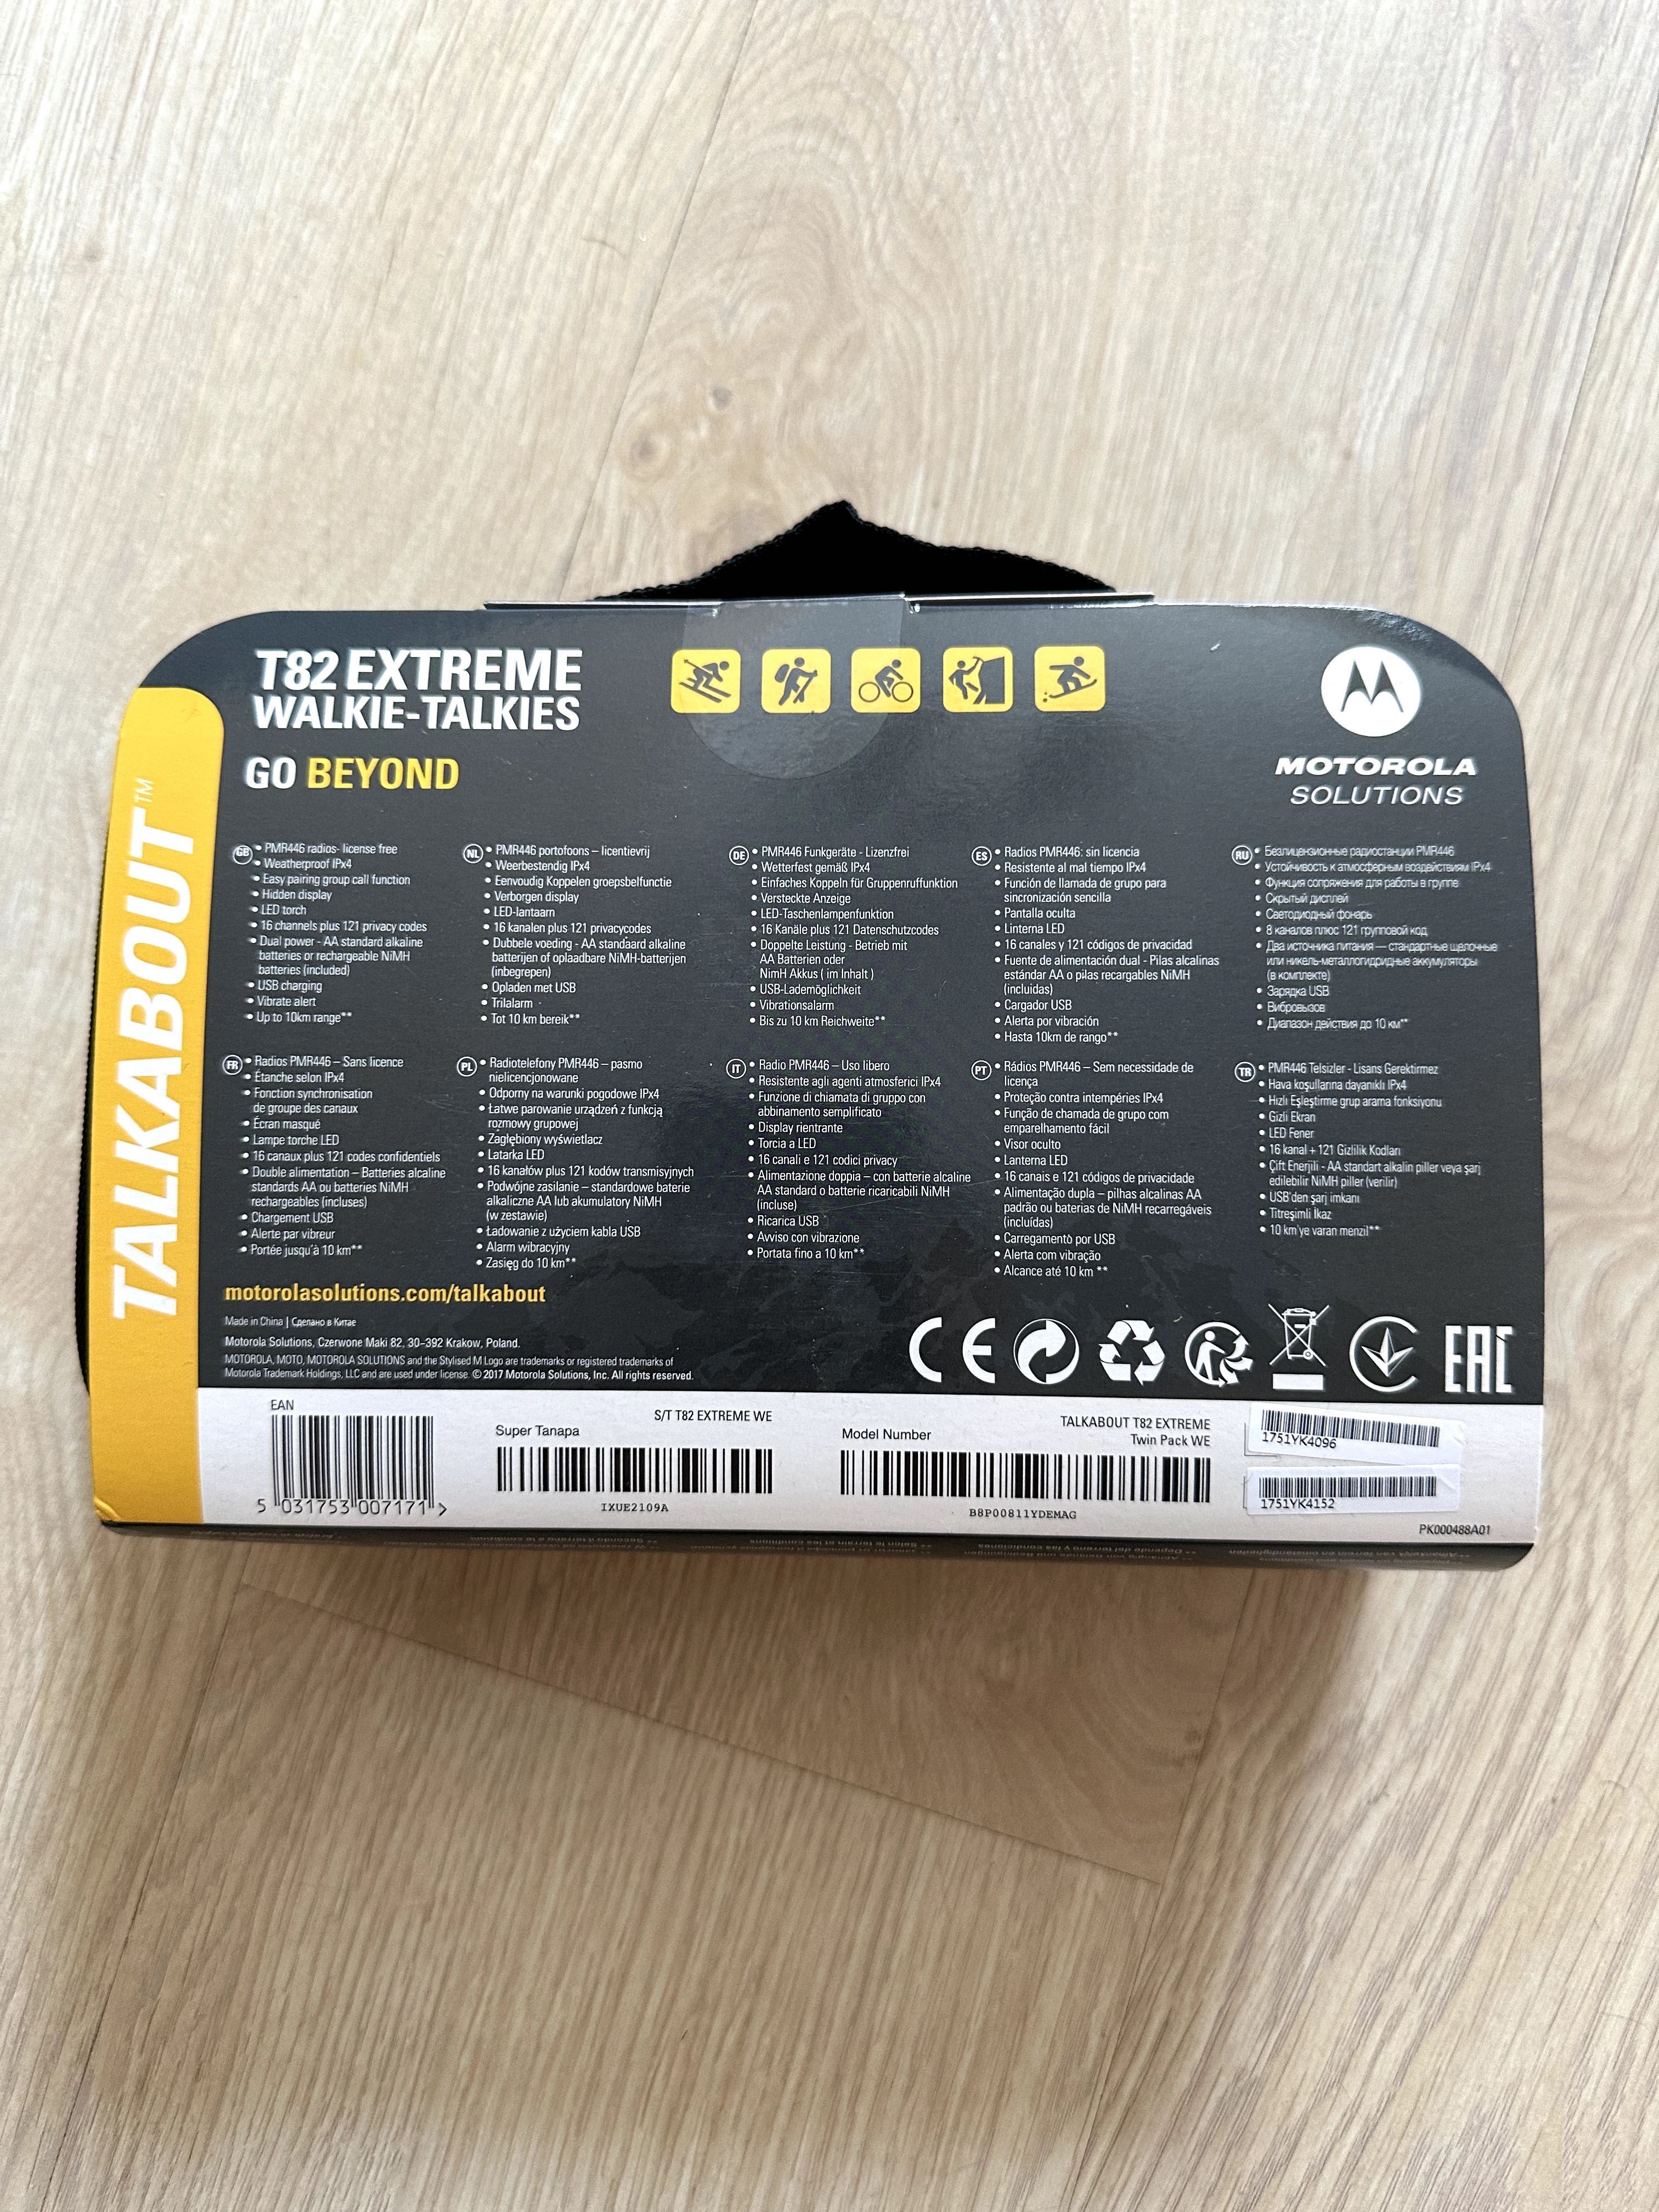 T82 EXTREME
WALKIE-TALKIES
GO BEYOND
MOTOROLA
SOLUTIONS
TALKABOUT™
GB
• PMR446 radios- license free
• Weatherproof IPx4
• Easy pairing group call function
• Hidden display
• LED torch
• 16 channels plus 121 privacy codes
• Dual power - AA standard alkaline
batteries or rechargeable NiMH
batteries (included)
• USB charging
• Vibrate alert
• Up to 10km range**
NL
• PMR446 portofoons – licentievrij
• Weerbestendig IPx4
• Eenvoudig Koppelen groepsbelfunctie
• Verborgen display
• LED-lantaarn
• 16 kanalen plus 121 privacycodes
• Dubbele voeding - AA standaard alkaline
batterijen of oplaadbare NiMH-batterijen
(inbegrepen)
• Opladen met USB
• Trilalarm
• Tot 10 km bereik**
DE
• PMR446 Funkgeräte - Lizenzfrei
• Wetterfest gemäß IPx4
• Einfaches Koppeln für Gruppenruffunktion
• Versteckte Anzeige
• LED-Taschenlampenfunktion
• 16 Kanäle plus 121 Datenschutzcodes
• Doppelte Leistung - Betrieb mit
AA Batterien oder
NimH Akkus ( im Inhalt )
• USB-Lademöglichkeit
• Vibrationsalarm
• Bis zu 10 km Reichweite**
ES
• Radios PMR446: sin licencia
• Resistente al mal tiempo IPx4
• Función de llamada de grupo para
sincronización sencilla
• Pantalla oculta
• Linterna LED
• 16 canales y 121 códigos de privacidad
• Fuente de alimentación dual - Pilas alcalinas
estándar AA o pilas recargables NiMH
(incluidas)
• Cargador USB
• Alerta por vibración
• Hasta 10km de rango**
RU
• Безлицензионные радиостанции PMR446
• Устойчивость к атмосферным воздействиям IPx4
• Функция сопряжения для работы в группе
• Скрытый дисплей
• Светодиодный фонарь
• 8 каналов плюс 121 групповой код
• Два источника питания — стандартные щелочные
или никель-металлогидридные аккумуляторы
(в комплекте)
• Зарядка USB
• Вибровызов
• Диапазон действия до 10 км**
FR
• Radios PMR446 – Sans licence
• Étanche selon IPx4
• Fonction synchronisation
de groupe des canaux
• Écran masqué
• Lampe torche LED
• 16 canaux plus 121 codes confidentiels
• Double alimentation – Batteries alcaline
standards AA ou batteries NiMH
rechargeables (incluses)
• Chargement USB
• Alerte par vibreur
• Portée jusqu'à 10 km**
PL
• Radiotelefony PMR446 – pasmo
nielicencjonowane
• Odporny na warunki pogodowe IPx4
• Łatwe parowanie urządzeń z funkcją
rozmowy grupowej
• Zagłębiony wyświetlacz
• Latarka LED
• 16 kanałów plus 121 kodów transmisyjnych
• Podwójne zasilanie – standardowe baterie
alkaliczne AA lub akumulatory NiMH
(w zestawie)
• Ładowanie z użyciem kabla USB
• Alarm wibracyjny
• Zasięg do 10 km**
IT
• Radio PMR446 – Uso libero
• Resistente agli agenti atmosferici IPx4
• Funzione di chiamata di gruppo con
abbinamento semplificato
• Display rientrante
• Torcia a LED
• 16 canali e 121 codici privacy
• Alimentazione doppia – con batterie alcaline
AA standard o batterie ricaricabili NiMH
(incluse)
• Ricarica USB
• Avviso con vibrazione
• Portata fino a 10 km**
PT
• Rádios PMR446 – Sem necessidade de
licença
• Proteção contra intempéries IPx4
• Função de chamada de grupo com
emparelhamento fácil
• Visor oculto
• Lanterna LED
• 16 canais e 121 códigos de privacidade
• Alimentação dupla – pilhas alcalinas AA
padrão ou baterias de NiMH recarregáveis
(incluídas)
• Carregamento por USB
• Alerta com vibração
• Alcance até 10 km **
TR
• PMR446 Telsizler - Lisans Gerektirmez
• Hava koşullarına dayanıklı IPx4
• Hızlı Eşleştirme grup arama fonksiyonu
• Gizli Ekran
• LED Fener
• 16 kanal + 121 Gizlilik Kodları
• Çift Enerjili - AA standart alkalin piller veya şarj
edilebilir NiMH piller (verilir)
• USB'den şarj imkanı
• Titreşimli İkaz
• 10 km'ye varan menzil**
motorolasolutions.com/talkabout
Made in China | Сделано в Китае
Motorola Solutions, Czerwone Maki 82, 30-392 Krakow, Poland.
MOTOROLA, MOTO, MOTOROLA SOLUTIONS and the Stylised M Logo are trademarks or registered trademarks of
Motorola Trademark Holdings, LLC and are used under license. © 2017 Motorola Solutions, Inc. All rights reserved.
CE
EAC
EAN
5 031753 007171 >
S/T T82 EXTREME WE
Super Tanapa
IXUE2109A
TALKABOUT T82 EXTREME
Model Number
Twin Pack WE
B8P00811YDEMAG
1751YK4096
1751YK4152
PK000488A01